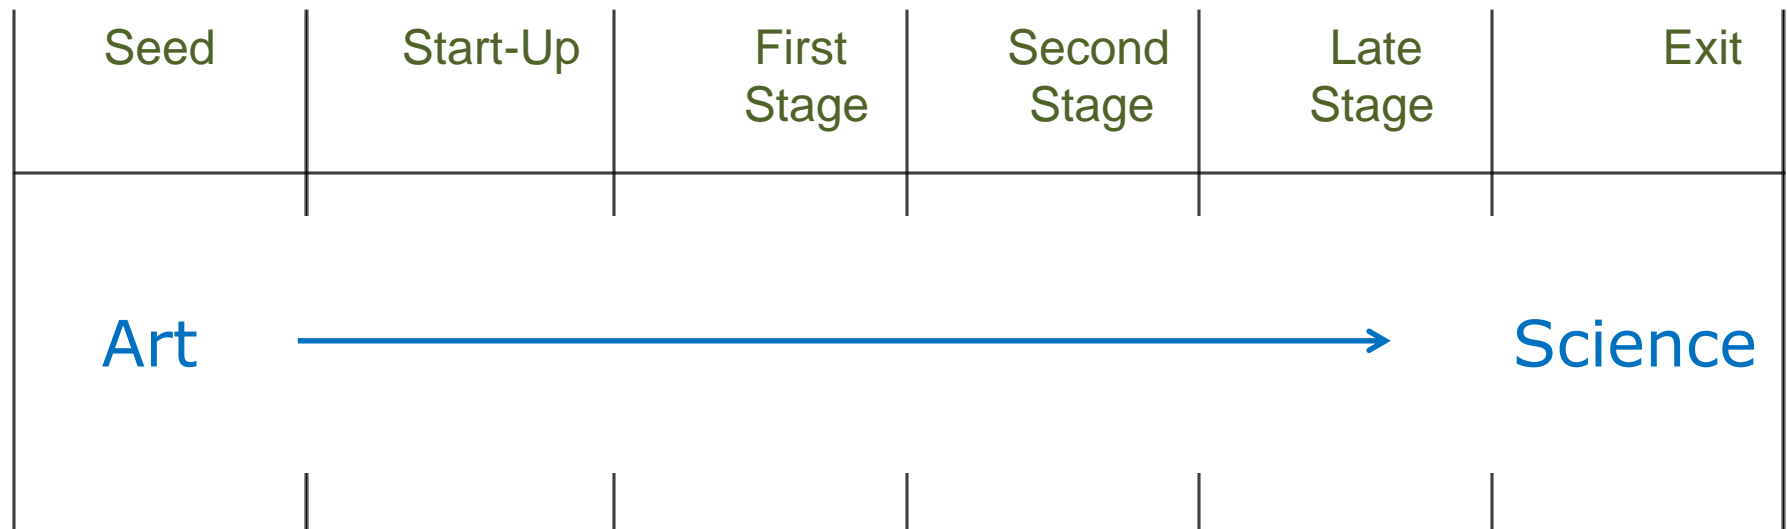 Seed Start-Up First Second Late Exit
Stage Stage Stage
Art Science